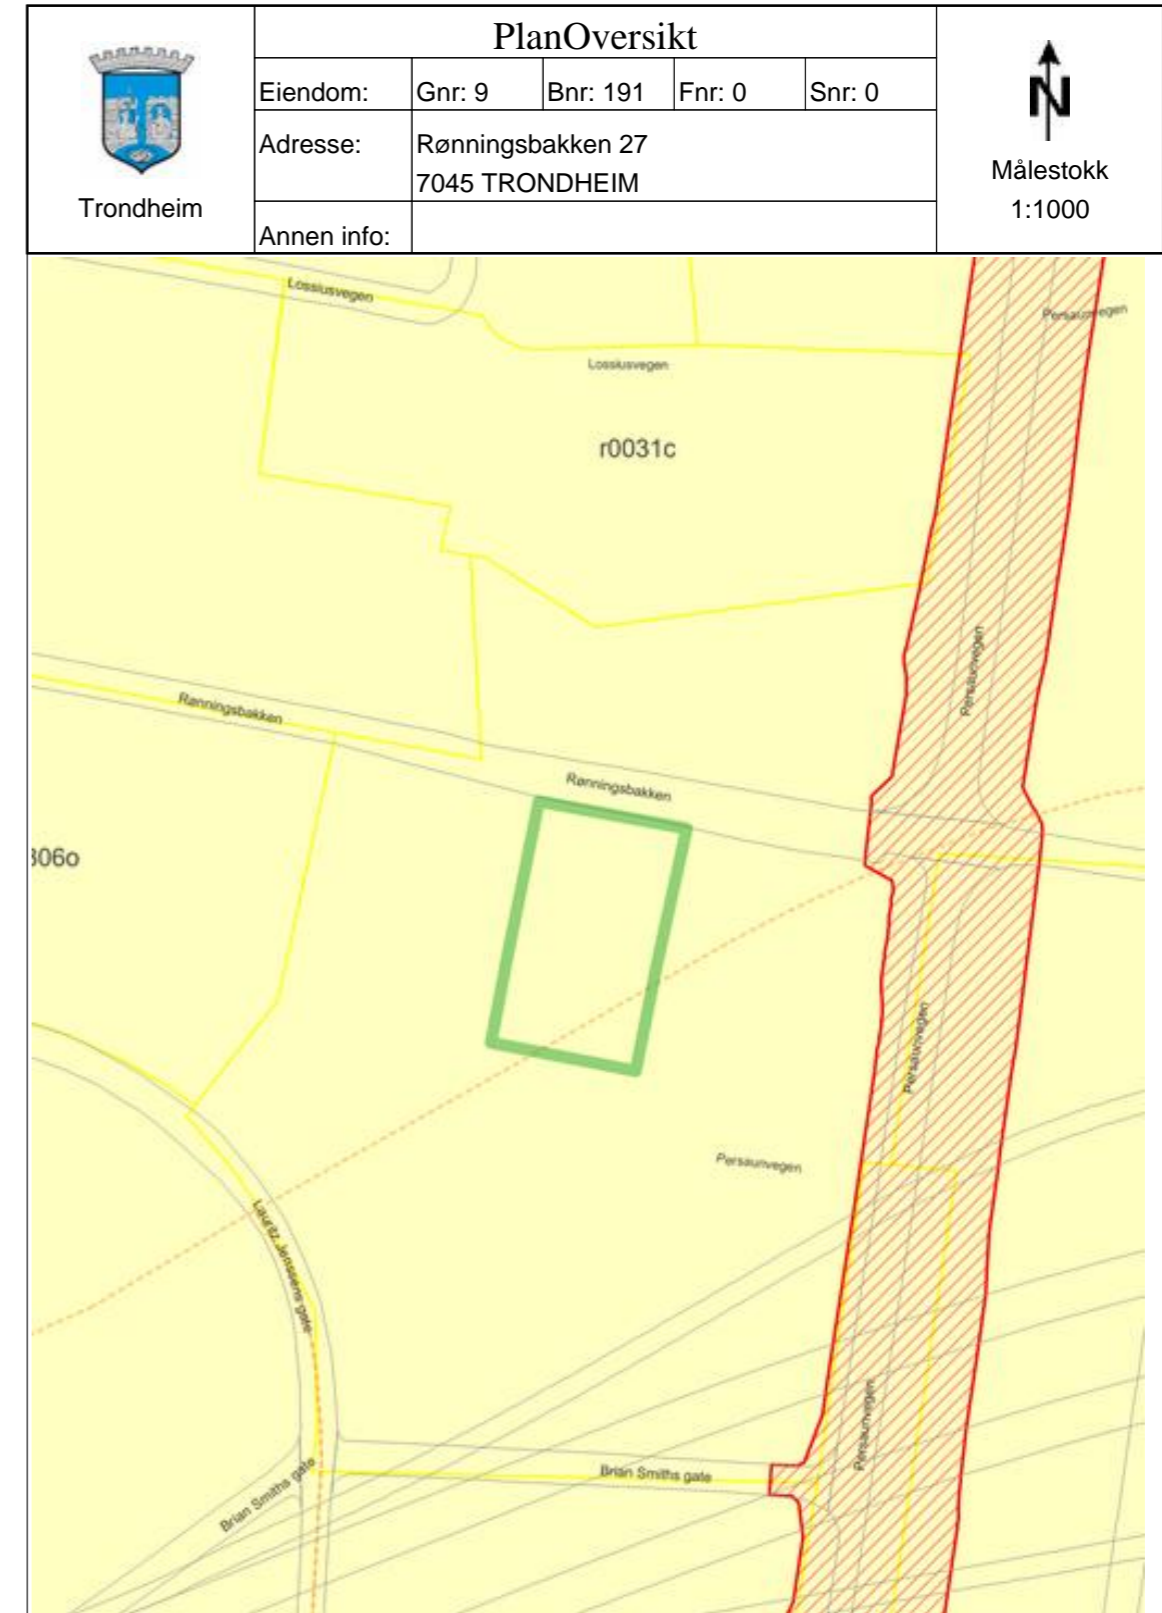 PlanOversikt
Eiendom: Gnr: 9 Bnr: 191 Fnr: 0 Snr: 0
Adresse: Rønningsbakken 27
7045 TRONDHEIM
Annen info:
Trondheim
N
Målestokk
1:1000
Lossiusvegen
Persaunvegen
Lossiusvegen
r0031c
Persaunvegen
Rønningsbakken
Rønningsbakken
306o
Persaunvegen
Persaunvegen
Lauritz Jenssens gate
Persaunvegen
Brian Smiths gate
Brian Smiths gate